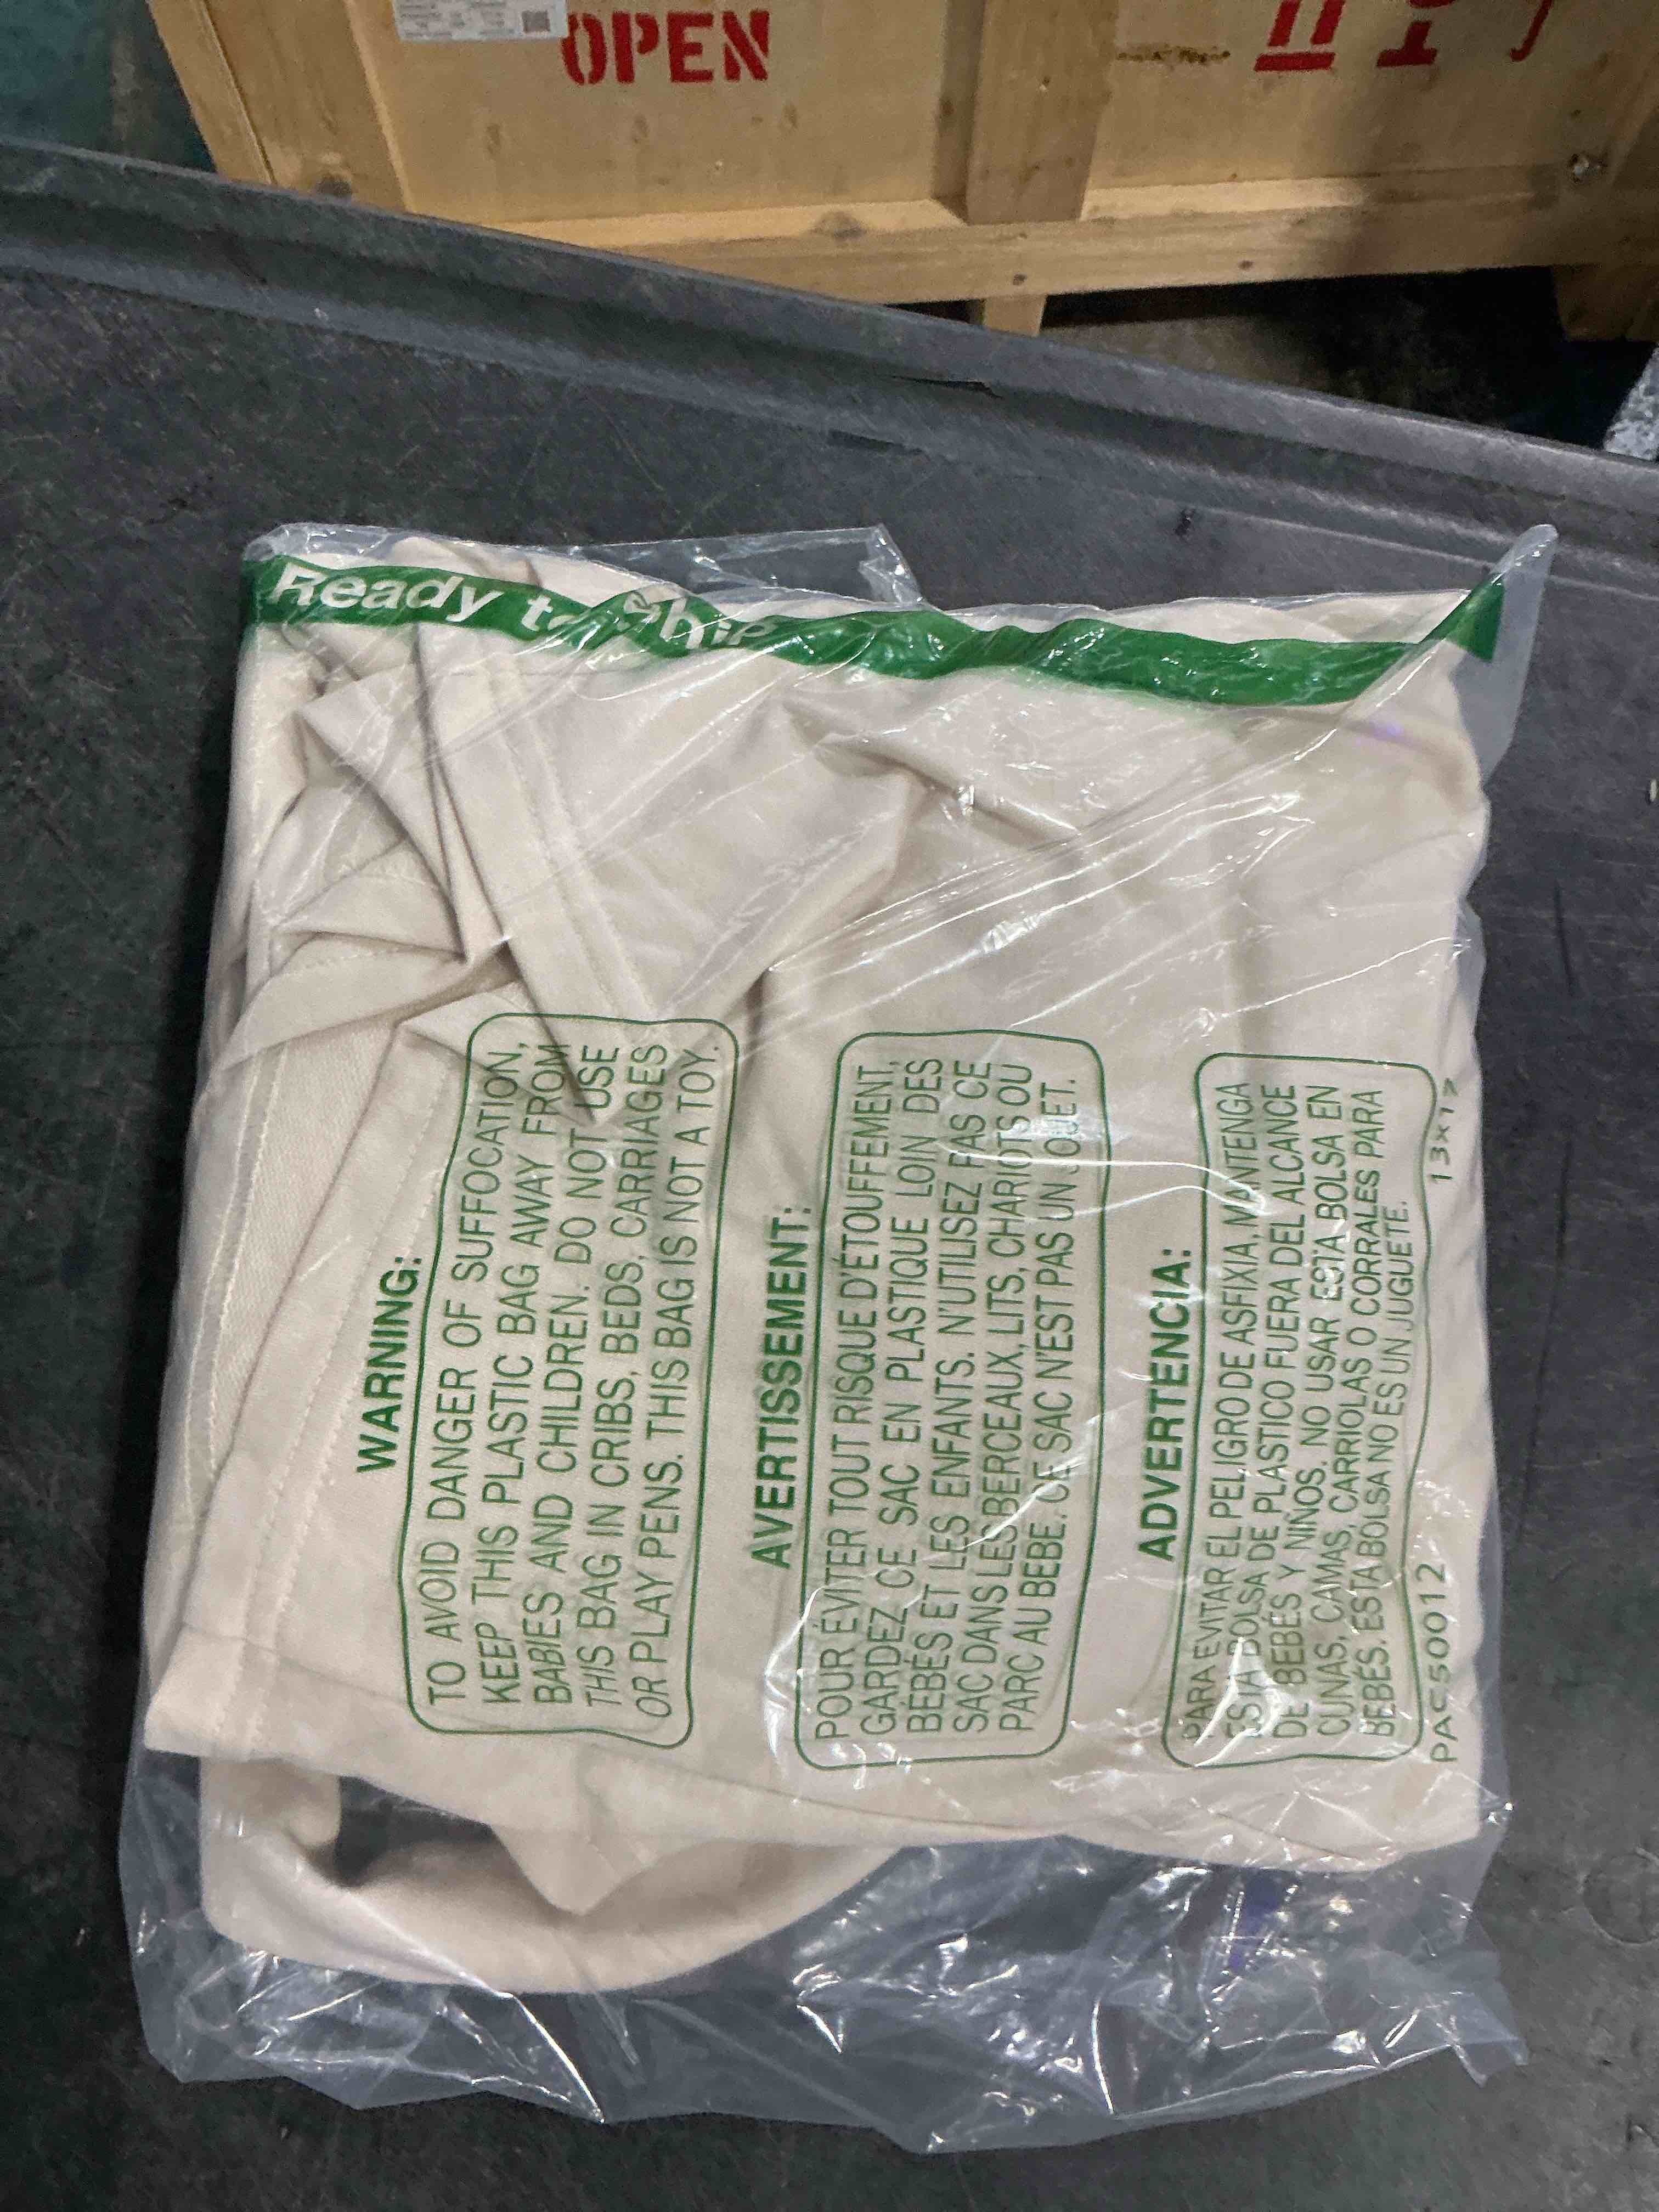 OPEN
Ready to Ship
WARNING:
TO AVOID DANGER OF SUFFOCATION,
KEEP THIS PLASTIC BAG AWAY FROM
BABIES AND CHILDREN. DO NOT USE
THIS BAG IN CRIBS, BEDS, CARRIAGES
OR PLAY PENS. THIS BAG IS NOT A TOY.
AVERTISSEMENT:
POUR ÉVITER TOUT RISQUE D'ÉTOUFFEMENT,
GARDEZ CE SAC EN PLASTIQUE LOIN DES
BÉBÉS ET LES ENFANTS. N'UTILISEZ PAS CE
SAC DANS LES BERCEAUX, LITS, CHARIOTS OU
PARC AU BEBE. CE SAC N'EST PAS UN JOUET.
ADVERTENCIA:
PARA EVITAR EL PELIGRO DE ASFIXIA, MANTENGA
ESTA BOLSA DE PLASTICO FUERA DEL ALCANCE
DE BEBÉS Y NIÑOS. NO USAR ESTA BOLSA EN
CUNAS, CAMAS, CARRIOLAS O CORRALES PARA
BEBÉS. ESTA BOLSA NO ES UN JUGUETE.
PAC50012 13x17